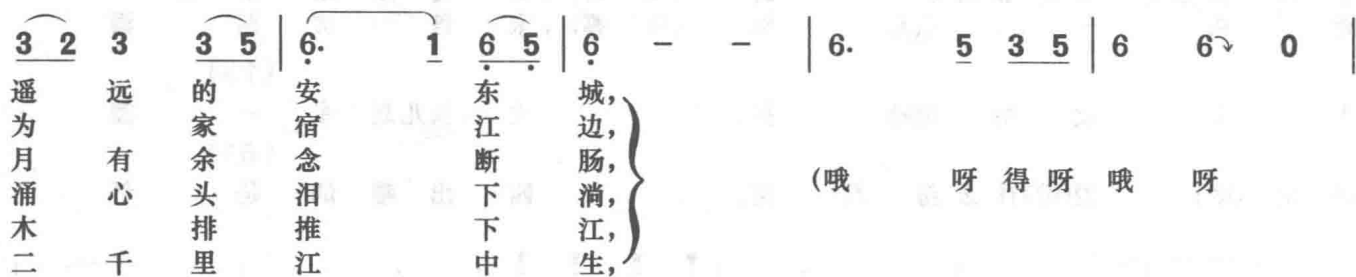 3 2 3 3 5 | 6. 1 6 5 | 6 - - | 6. 5 3 5 | 6 6 0 |
遥 远 的 安 东 城,
为 家 宿 江 边,
月 有 余 念 断 肠,
涌 心 头 泪 下 淌, (哦 呀 得 呀 哦 呀
木 排 推 下 江,
二 千 里 江 中 生,